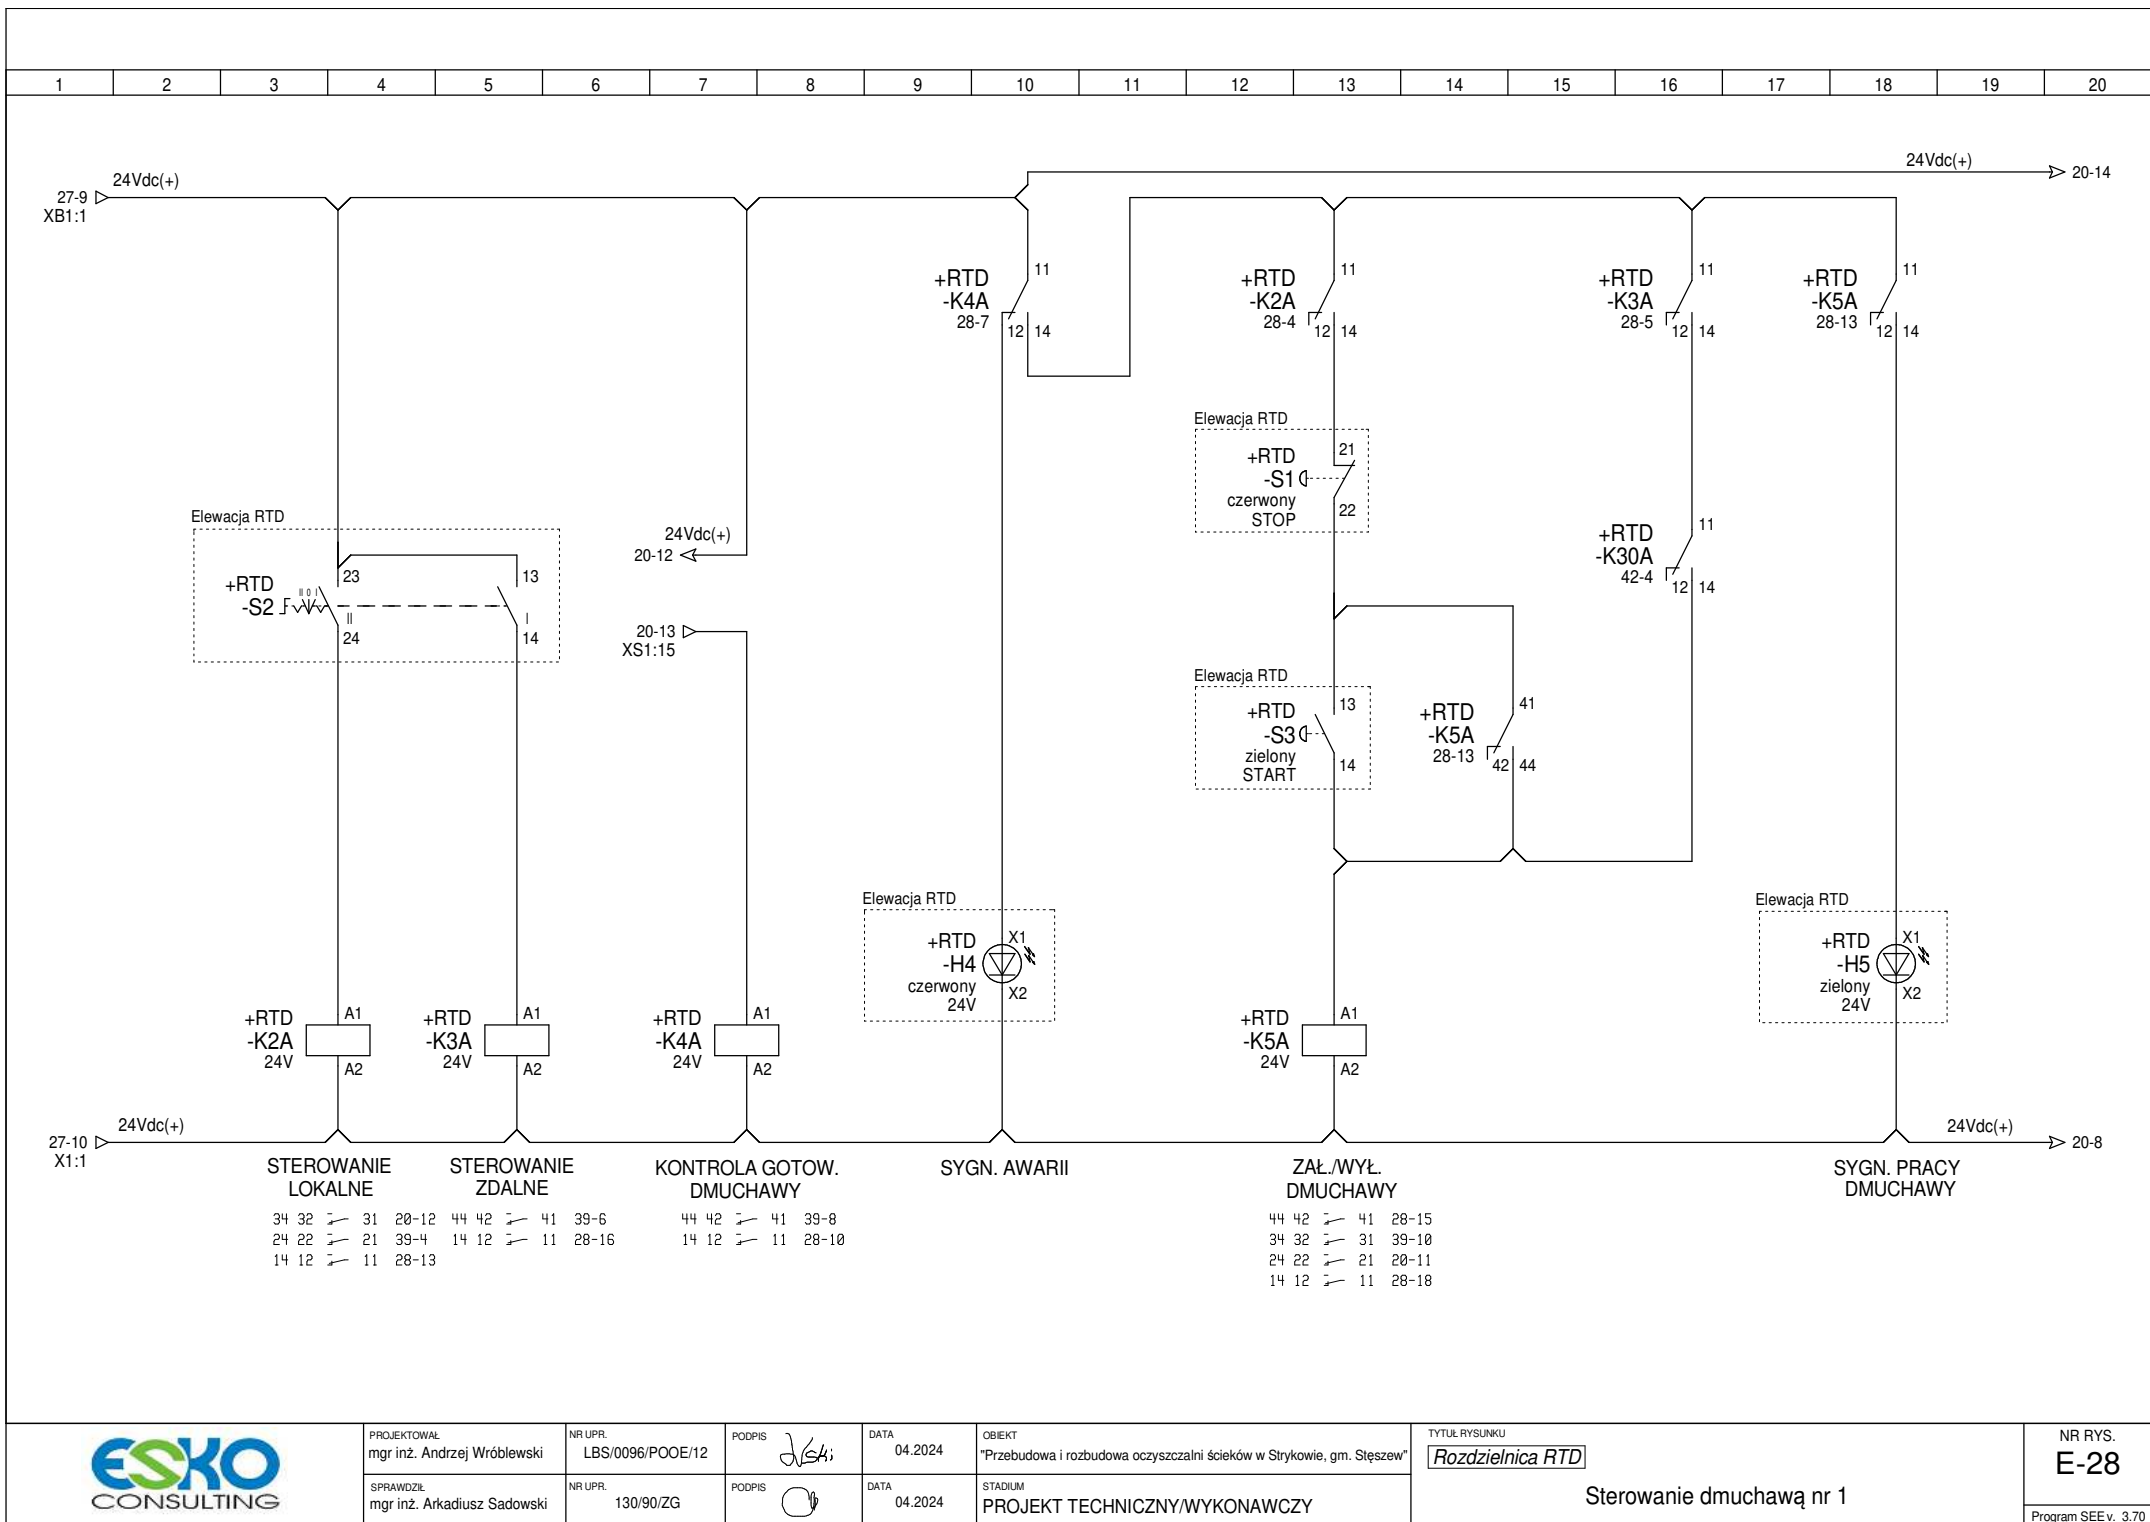 1 2 3 4 5 6 7 8 9 10 11 12 13 14 15 16 17 18 19 20
24Vdc(+)
20-14
24Vdc(+)
27-9
XB1:1
+RTD
-K4A
28-7
11
12 14
+RTD
-K2A
28-4
11
12 14
+RTD
-K3A
28-5
11
12 14
+RTD
-K5A
28-13
11
12 14
Elewacja RTD
+RTD
-S1
czerwony
STOP
21
22
Elewacja RTD
+RTD
-S2
II 0 I
23
II
24
13
I
14
24Vdc(+)
20-12
20-13
XS1:15
+RTD
-K30A
42-4
11
12 14
Elewacja RTD
+RTD
-S3
zielony
START
13
14
+RTD
-K5A
28-13
41
42 44
Elewacja RTD
+RTD
-H4
czerwony
24V
X1
X2
Elewacja RTD
+RTD
-H5
zielony
24V
X1
X2
+RTD
-K2A
24V
A1
A2
+RTD
-K3A
24V
A1
A2
+RTD
-K4A
24V
A1
A2
+RTD
-K5A
24V
A1
A2
24Vdc(+)
27-10
X1:1
24Vdc(+)
20-8
STEROWANIE
LOKALNE
34 32 31 20-12
24 22 21 39-4
14 12 11 28-13
STEROWANIE
ZDALNE
44 42 41 39-6
14 12 11 28-16
KONTROLA GOTOW.
DMUCHAWY
44 42 41 39-8
14 12 11 28-10
SYGN. AWARII
ZAŁ./WYŁ.
DMUCHAWY
44 42 41 28-15
34 32 31 39-10
24 22 21 20-11
14 12 11 28-18
SYGN. PRACY
DMUCHAWY
ESKO
CONSULTING
PROJEKTOWAŁ
mgr inż. Andrzej Wróblewski
NR UPR.
LBS/0096/POOE/12
PODPIS
DATA
04.2024
SPRAWDZIŁ
mgr inż. Arkadiusz Sadowski
NR UPR.
130/90/ZG
PODPIS
DATA
04.2024
OBIEKT
"Przebudowa i rozbudowa oczyszczalni ścieków w Strykowie, gm. Stęszew"
STADIUM
PROJEKT TECHNICZNY/WYKONAWCZY
TYTUŁ RYSUNKU
Rozdzielnica RTD
Sterowanie dmuchawą nr 1
NR RYS.
E-28
Program SEE v. 3.70